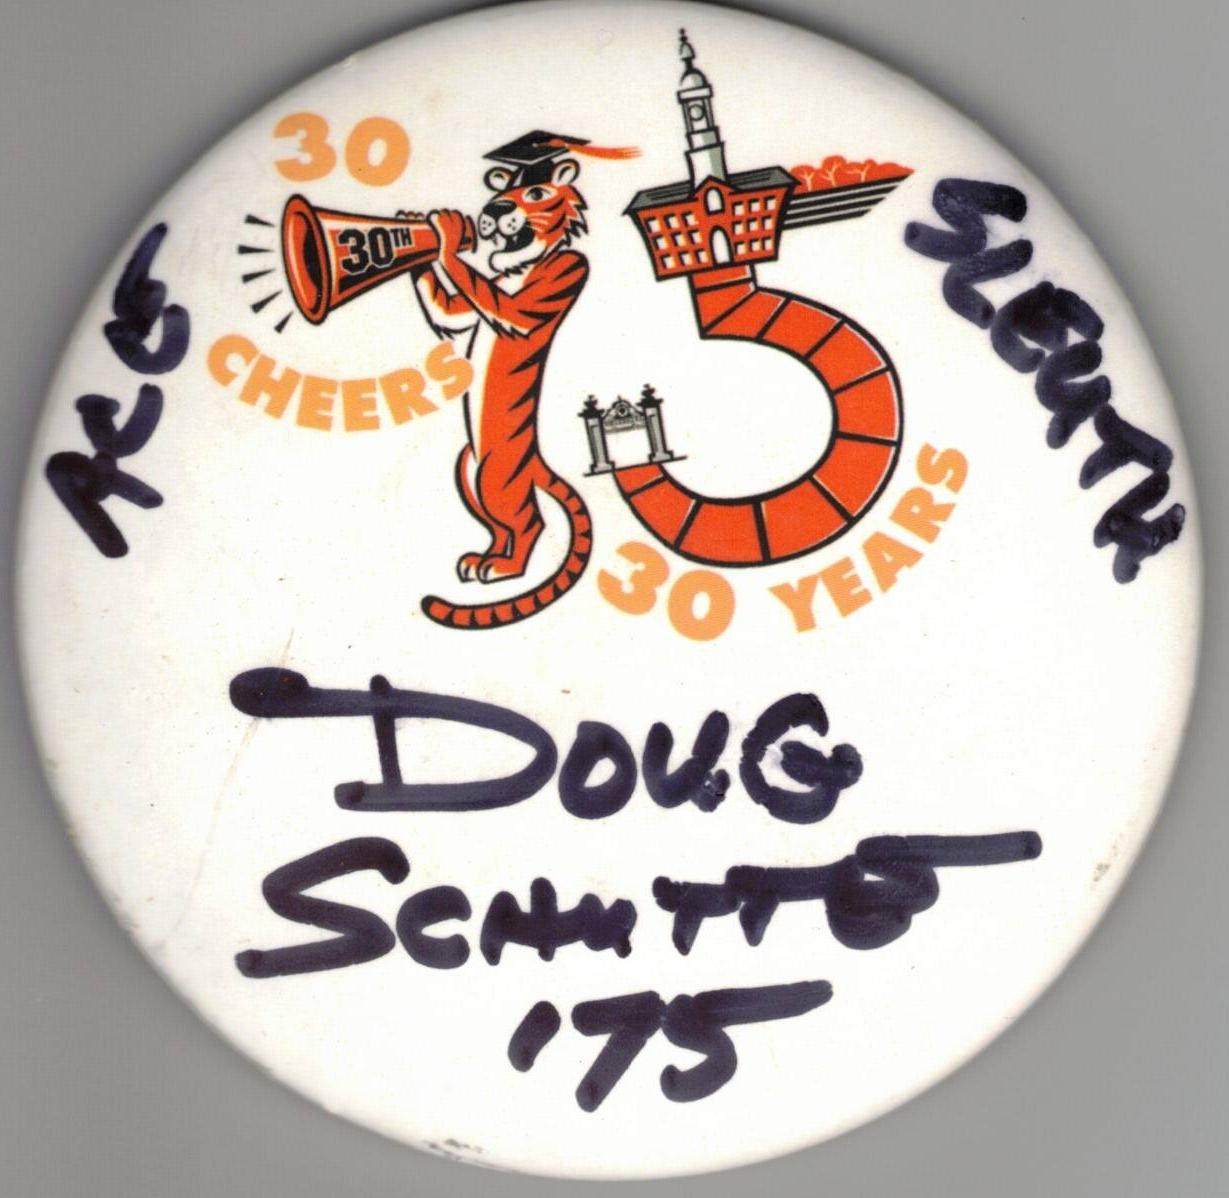 30
30TH
CHEERS
30 YEARS
ACE
SLEUTH
DOUG
SCHUTTE
'75